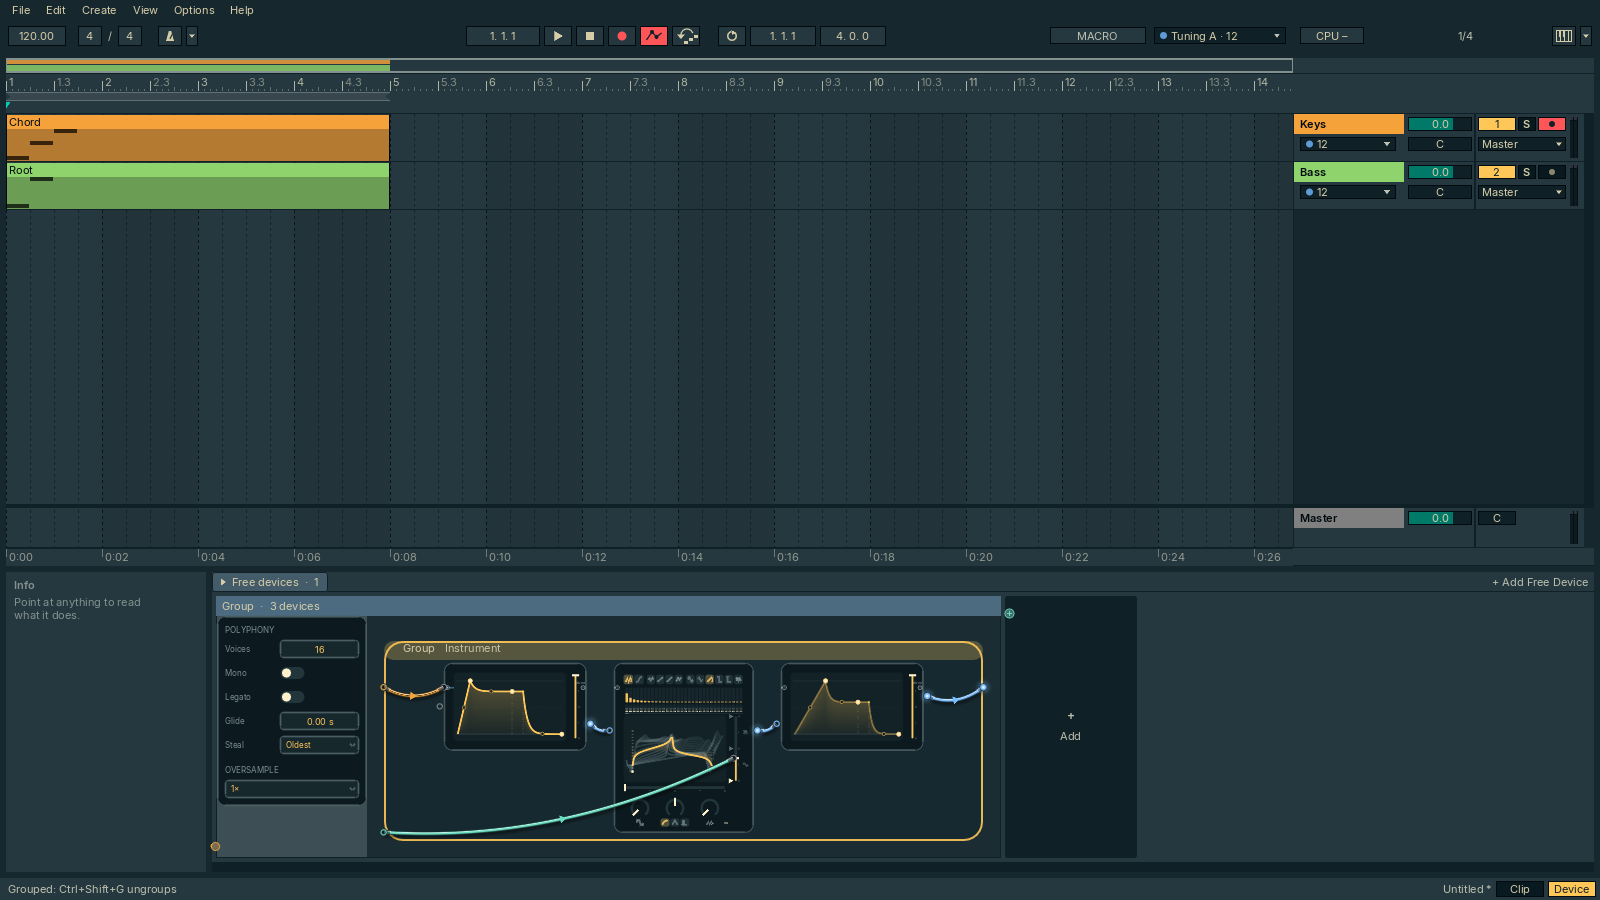 File Edit Create View Options Help
120.00 4 / 4 1. 1. 1 1. 1. 1 4. 0. 0 MACRO Tuning A · 12 CPU – 1/4
1 1.3 2 2.3 3 3.3 4 4.3 5 5.3 6 6.3 7 7.3 8 8.3 9 9.3 10 10.3 11 11.3 12 12.3 13 13.3 14
Chord
Keys 0.0 1 S
12 C Master
Root
Bass 0.0 2 S
12 C Master
Master 0.0 C
0:00 0:02 0:04 0:06 0:08 0:10 0:12 0:14 0:16 0:18 0:20 0:22 0:24 0:26
Info
Point at anything to read
what it does.
Free devices · 1
+ Add Free Device
Group · 3 devices
POLYPHONY
Voices 16
Mono
Legato
Glide 0.00 s
Steal Oldest
OVERSAMPLE
1×
Group Instrument
+
Add
Grouped: Ctrl+Shift+G ungroups
Untitled * Clip Device